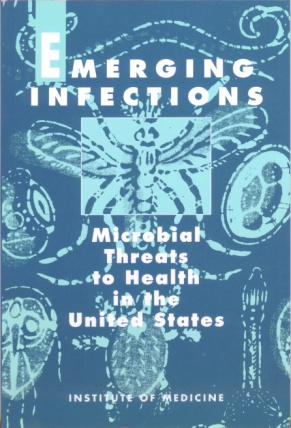 EMERGING
INFECTIONS
Microbial
Threats
to Health
in the
United States
INSTITUTE OF MEDICINE